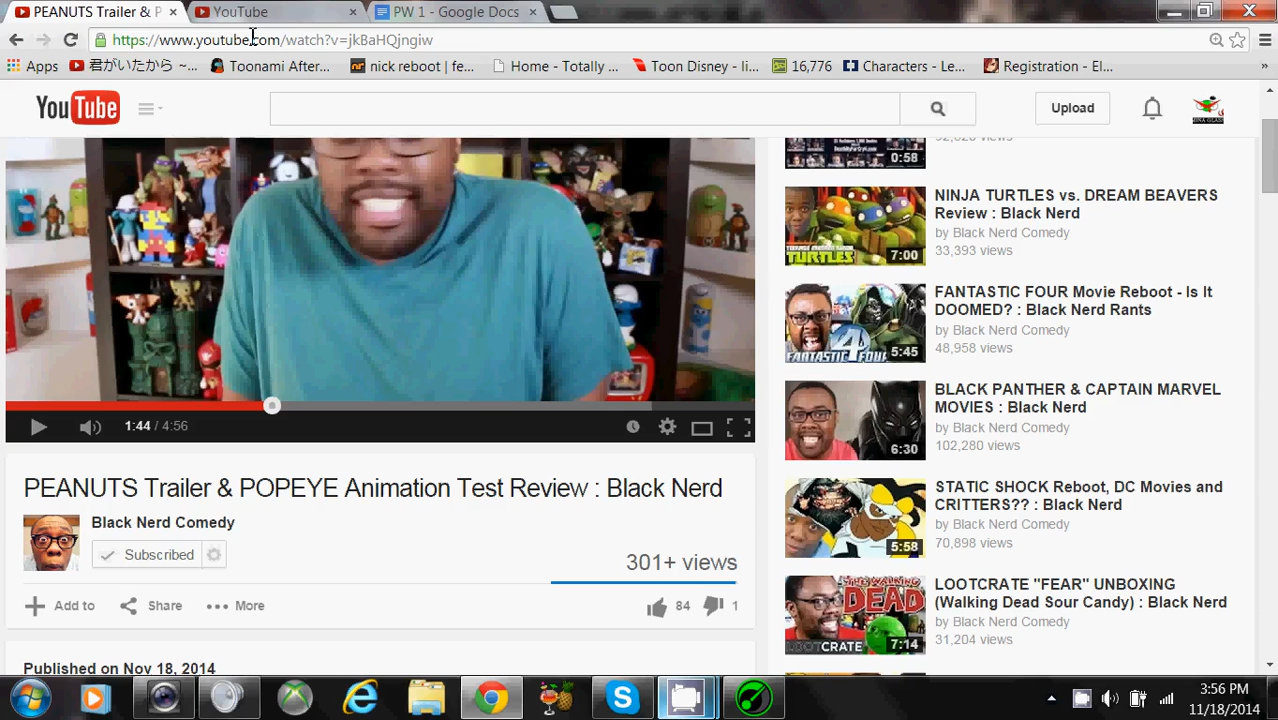 PEANUTS Trailer & P
YouTube
PW 1 - Google Docs
https://www.youtube.com/watch?v=jkBaHQjngiw
Apps
君がいたから ~...
Toonami After...
nick reboot | fe...
Home - Totally ...
Toon Disney - li...
16,776
Characters - Le...
Registration - El...
»
YouTube
Upload
0:58
NINJA TURTLES vs. DREAM BEAVERS
Review : Black Nerd
by Black Nerd Comedy
33,393 views
TURTLES
7:00
FANTASTIC FOUR Movie Reboot - Is It
DOOMED? : Black Nerd Rants
by Black Nerd Comedy
48,958 views
FANTASTIC FOUR
4
5:45
BLACK PANTHER & CAPTAIN MARVEL
MOVIES : Black Nerd
by Black Nerd Comedy
102,280 views
6:30
1:44 / 4:56
PEANUTS Trailer & POPEYE Animation Test Review : Black Nerd
Black Nerd Comedy
Subscribed
301+ views
Add to
Share
More
84
1
Published on Nov 18, 2014
STATIC SHOCK Reboot, DC Movies and
CRITTERS?? : Black Nerd
by Black Nerd Comedy
70,898 views
5:58
LOOTCRATE "FEAR" UNBOXING
(Walking Dead Sour Candy) : Black Nerd
by Black Nerd Comedy
31,204 views
THE WALKING
DEAD
LOOTCRATE
7:14
3:56 PM
11/18/2014